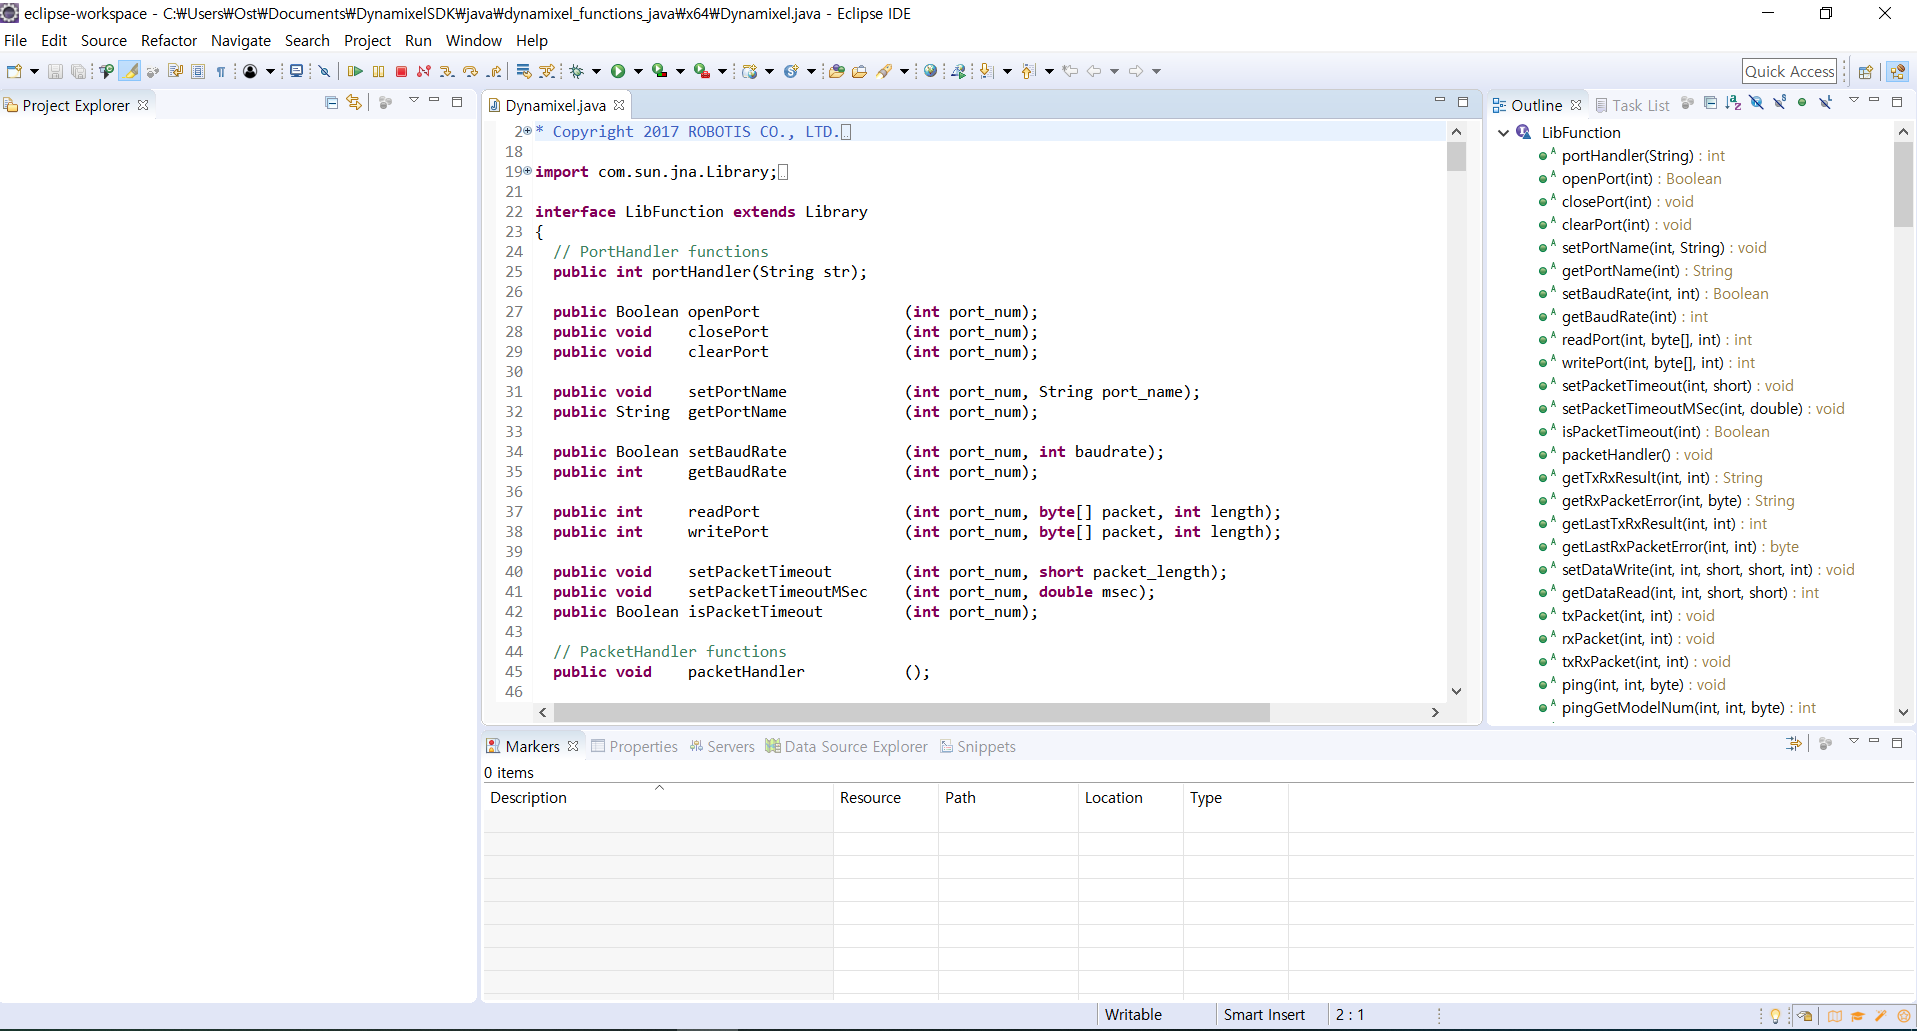 eclipse-workspace - C:₩Users₩Ost₩Documents₩DynamixelSDK₩java₩dynamixel_functions_java₩x64₩Dynamixel.java - Eclipse IDE
File Edit Source Refactor Navigate Search Project Run Window Help
Quick Access
Project Explorer
Dynamixel.java
2 * Copyright 2017 ROBOTIS CO., LTD.
18
19 import com.sun.jna.Library;
21
22 interface LibFunction extends Library
23 {
24 // PortHandler functions
25 public int portHandler(String str);
26
27 public Boolean openPort (int port_num);
28 public void closePort (int port_num);
29 public void clearPort (int port_num);
30
31 public void setPortName (int port_num, String port_name);
32 public String getPortName (int port_num);
33
34 public Boolean setBaudRate (int port_num, int baudrate);
35 public int getBaudRate (int port_num);
36
37 public int readPort (int port_num, byte[] packet, int length);
38 public int writePort (int port_num, byte[] packet, int length);
39
40 public void setPacketTimeout (int port_num, short packet_length);
41 public void setPacketTimeoutMSec (int port_num, double msec);
42 public Boolean isPacketTimeout (int port_num);
43
44 // PacketHandler functions
45 public void packetHandler ();
46
Outline Task List
LibFunction
portHandler(String) : int
openPort(int) : Boolean
closePort(int) : void
clearPort(int) : void
setPortName(int, String) : void
getPortName(int) : String
setBaudRate(int, int) : Boolean
getBaudRate(int) : int
readPort(int, byte[], int) : int
writePort(int, byte[], int) : int
setPacketTimeout(int, short) : void
setPacketTimeoutMSec(int, double) : void
isPacketTimeout(int) : Boolean
packetHandler() : void
getTxRxResult(int, int) : String
getRxPacketError(int, byte) : String
getLastTxRxResult(int, int) : int
getLastRxPacketError(int, int) : byte
setDataWrite(int, int, short, short, int) : void
getDataRead(int, int, short, short) : int
txPacket(int, int) : void
rxPacket(int, int) : void
txRxPacket(int, int) : void
ping(int, int, byte) : void
pingGetModelNum(int, int, byte) : int
Markers Properties Servers Data Source Explorer Snippets
0 items
Description Resource Path Location Type
Writable Smart Insert 2 : 1